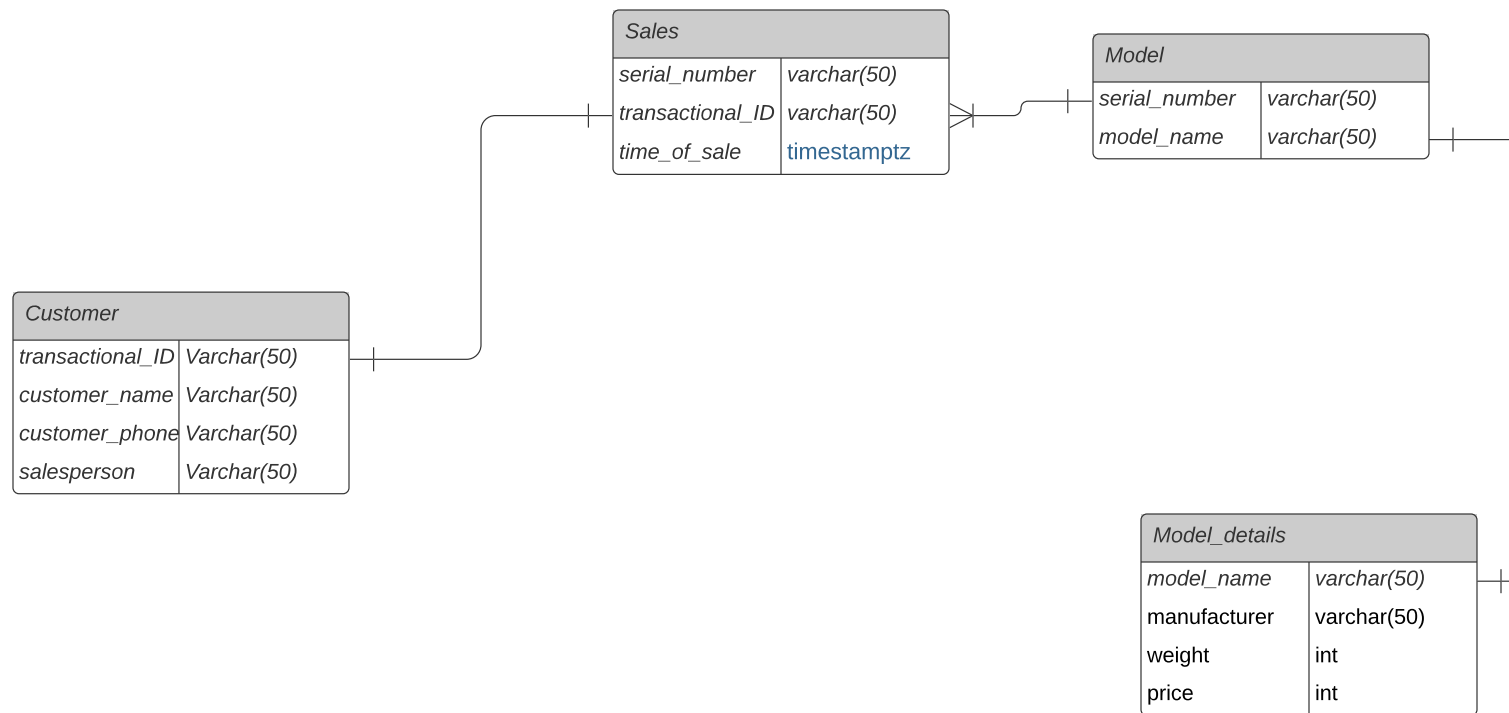 Sales
serial_number varchar(50)
transactional_ID varchar(50)
time_of_sale timestamptz
Model
serial_number varchar(50)
model_name varchar(50)
Customer
transactional_ID Varchar(50)
customer_name Varchar(50)
customer_phone Varchar(50)
salesperson Varchar(50)
Model_details
model_name varchar(50)
manufacturer varchar(50)
weight int
price int